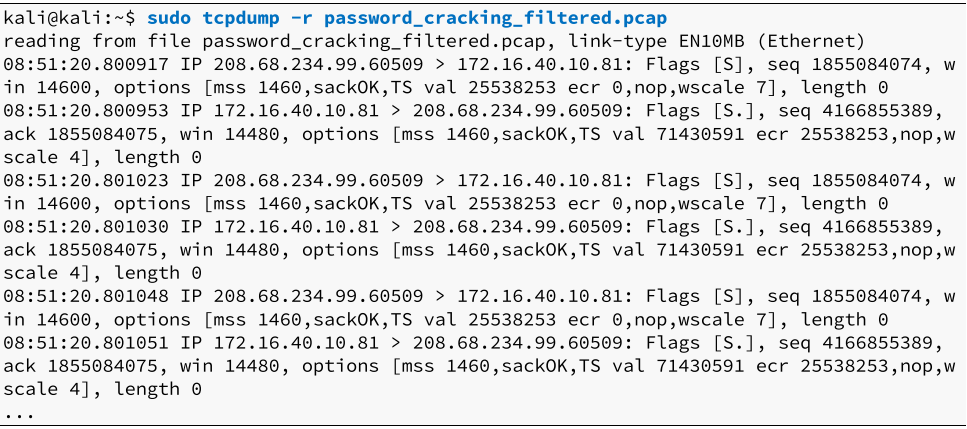 kali@kali:~$ sudo tcpdump -r password_cracking_filtered.pcap
reading from file password_cracking_filtered.pcap, link-type EN10MB (Ethernet)
08:51:20.800917 IP 208.68.234.99.60509 > 172.16.40.10.81: Flags [S], seq 1855084074, w
in 14600, options [mss 1460,sackOK,TS val 25538253 ecr 0,nop,wscale 7], length 0
08:51:20.800953 IP 172.16.40.10.81 > 208.68.234.99.60509: Flags [S.], seq 4166855389,
ack 1855084075, win 14480, options [mss 1460,sackOK,TS val 71430591 ecr 25538253,nop,w
scale 4], length 0
08:51:20.801023 IP 208.68.234.99.60509 > 172.16.40.10.81: Flags [S], seq 1855084074, w
in 14600, options [mss 1460,sackOK,TS val 25538253 ecr 0,nop,wscale 7], length 0
08:51:20.801030 IP 172.16.40.10.81 > 208.68.234.99.60509: Flags [S.], seq 4166855389,
ack 1855084075, win 14480, options [mss 1460,sackOK,TS val 71430591 ecr 25538253,nop,w
scale 4], length 0
08:51:20.801048 IP 208.68.234.99.60509 > 172.16.40.10.81: Flags [S], seq 1855084074, w
in 14600, options [mss 1460,sackOK,TS val 25538253 ecr 0,nop,wscale 7], length 0
08:51:20.801051 IP 172.16.40.10.81 > 208.68.234.99.60509: Flags [S.], seq 4166855389,
ack 1855084075, win 14480, options [mss 1460,sackOK,TS val 71430591 ecr 25538253,nop,w
scale 4], length 0
...